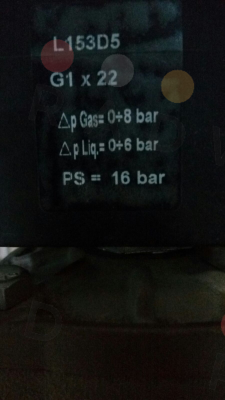 L153D5
G1 x 22
△p Gas= 0÷8 bar
△p Liq.= 0÷6 bar
PS = 16 bar